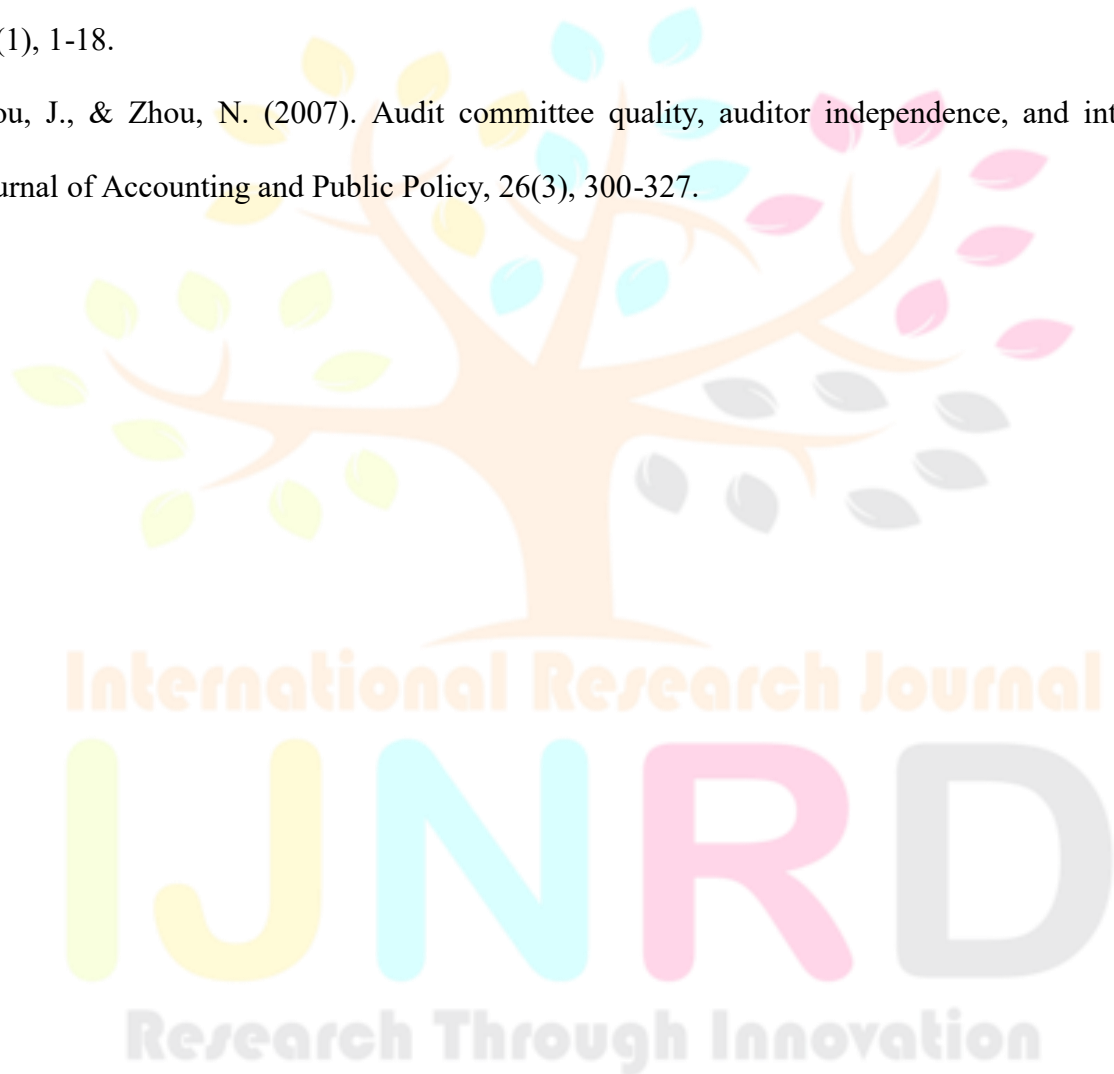 (1), 1-18.
ou, J., & Zhou, N. (2007). Audit committee quality, auditor independence, and int
urnal of Accounting and Public Policy, 26(3), 300-327.
International Research Journal
IJNRD
Research Through Innovation